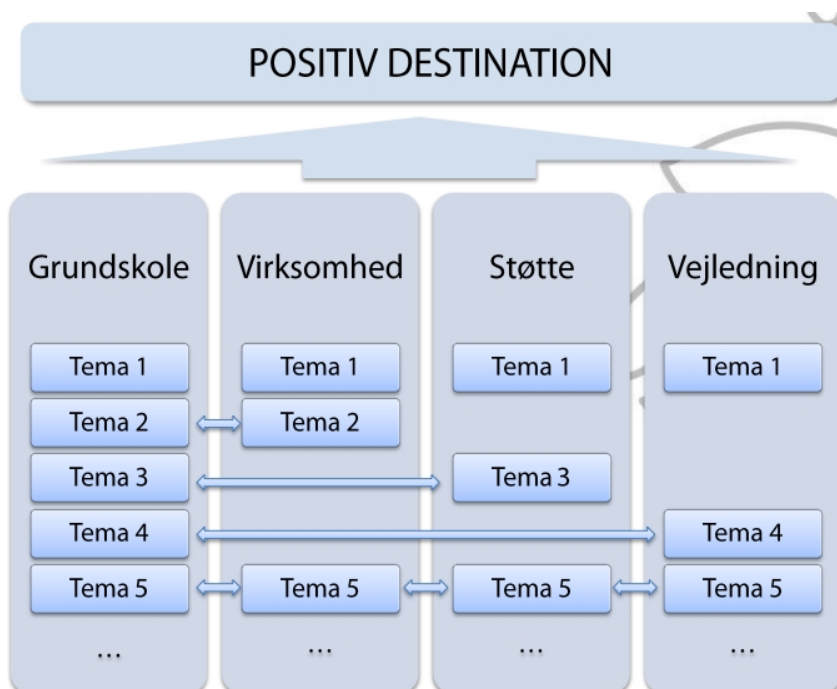 POSITIV DESTINATION
Grundskole
Virksomhed
Støtte
Vejledning
Tema 1
Tema 1
Tema 1
Tema 1
Tema 2
Tema 2
Tema 3
Tema 3
Tema 4
Tema 4
Tema 5
Tema 5
Tema 5
Tema 5
...
...
...
...